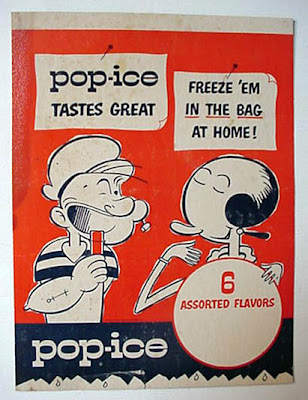 pop-ice
TASTES GREAT
FREEZE 'EM
IN THE BAG
AT HOME!
6
ASSORTED FLAVORS
pop-ice